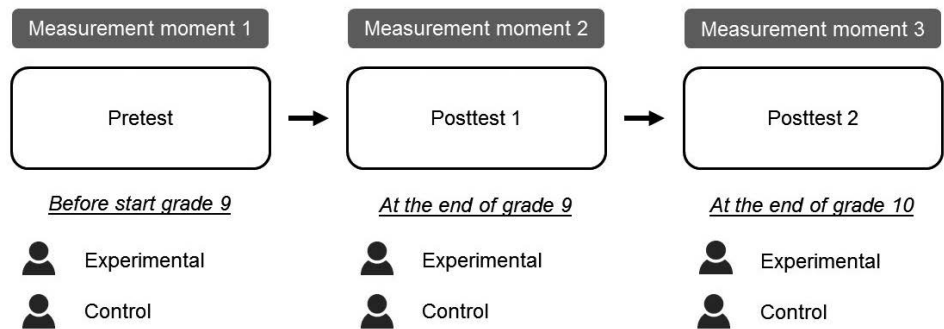 Measurement moment 1
Measurement moment 2
Measurement moment 3
Pretest
Posttest 1
Posttest 2
Before start grade 9
At the end of grade 9
At the end of grade 10
Experimental
Experimental
Experimental
Control
Control
Control